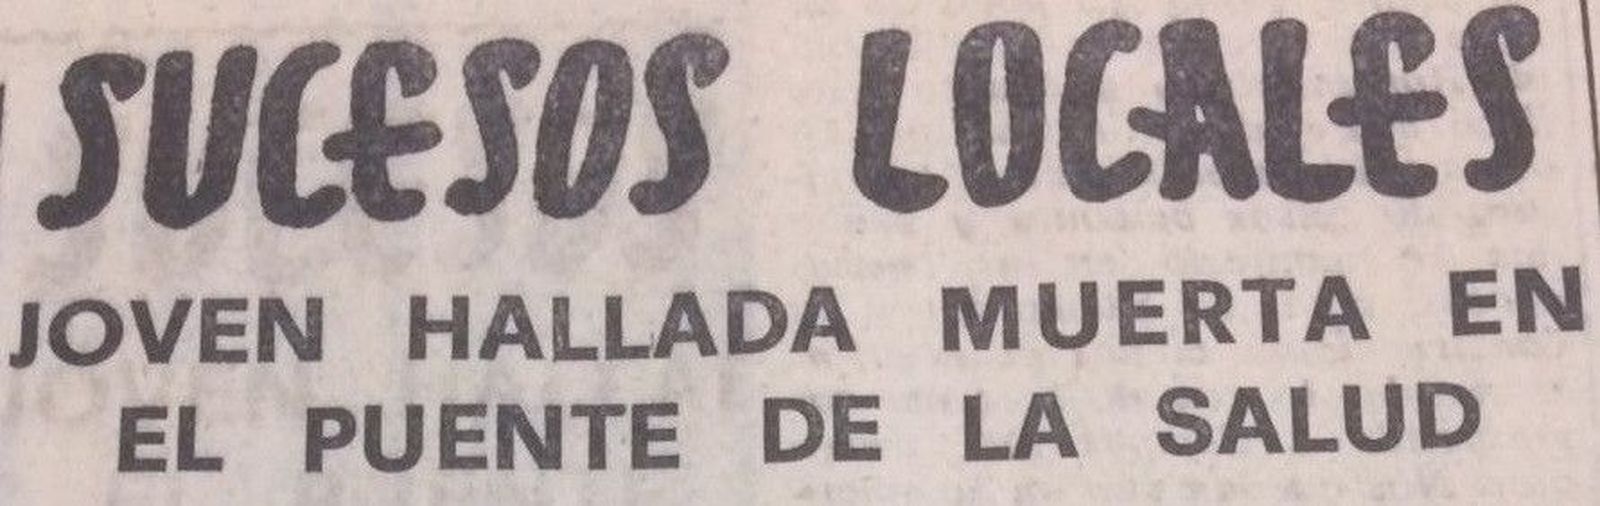 SUCESOS LOCALES
JOVEN HALLADA MUERTA EN
EL PUENTE DE LA SALUD